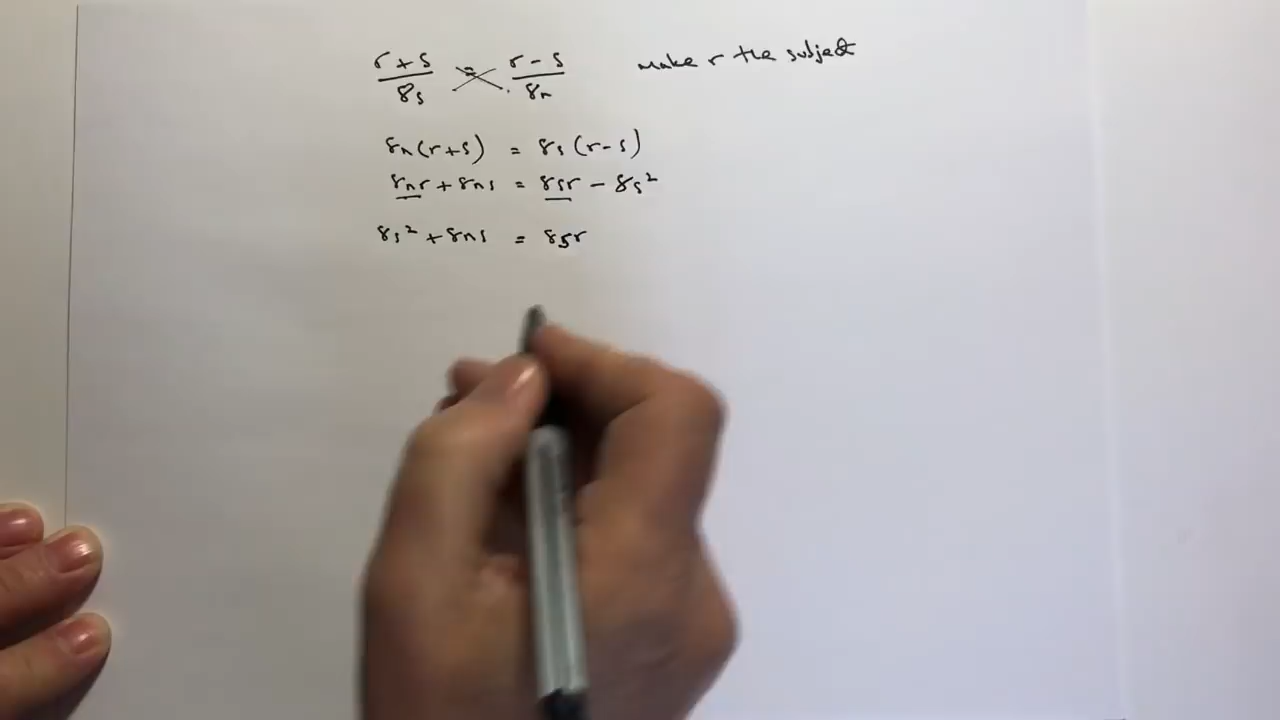 r + s / 8s = r - s / 8n make r the subject
8n(r+s) = 8s(r-s)
8nr + 8ns = 8sr - 8s²
8s² + 8ns = 8sr